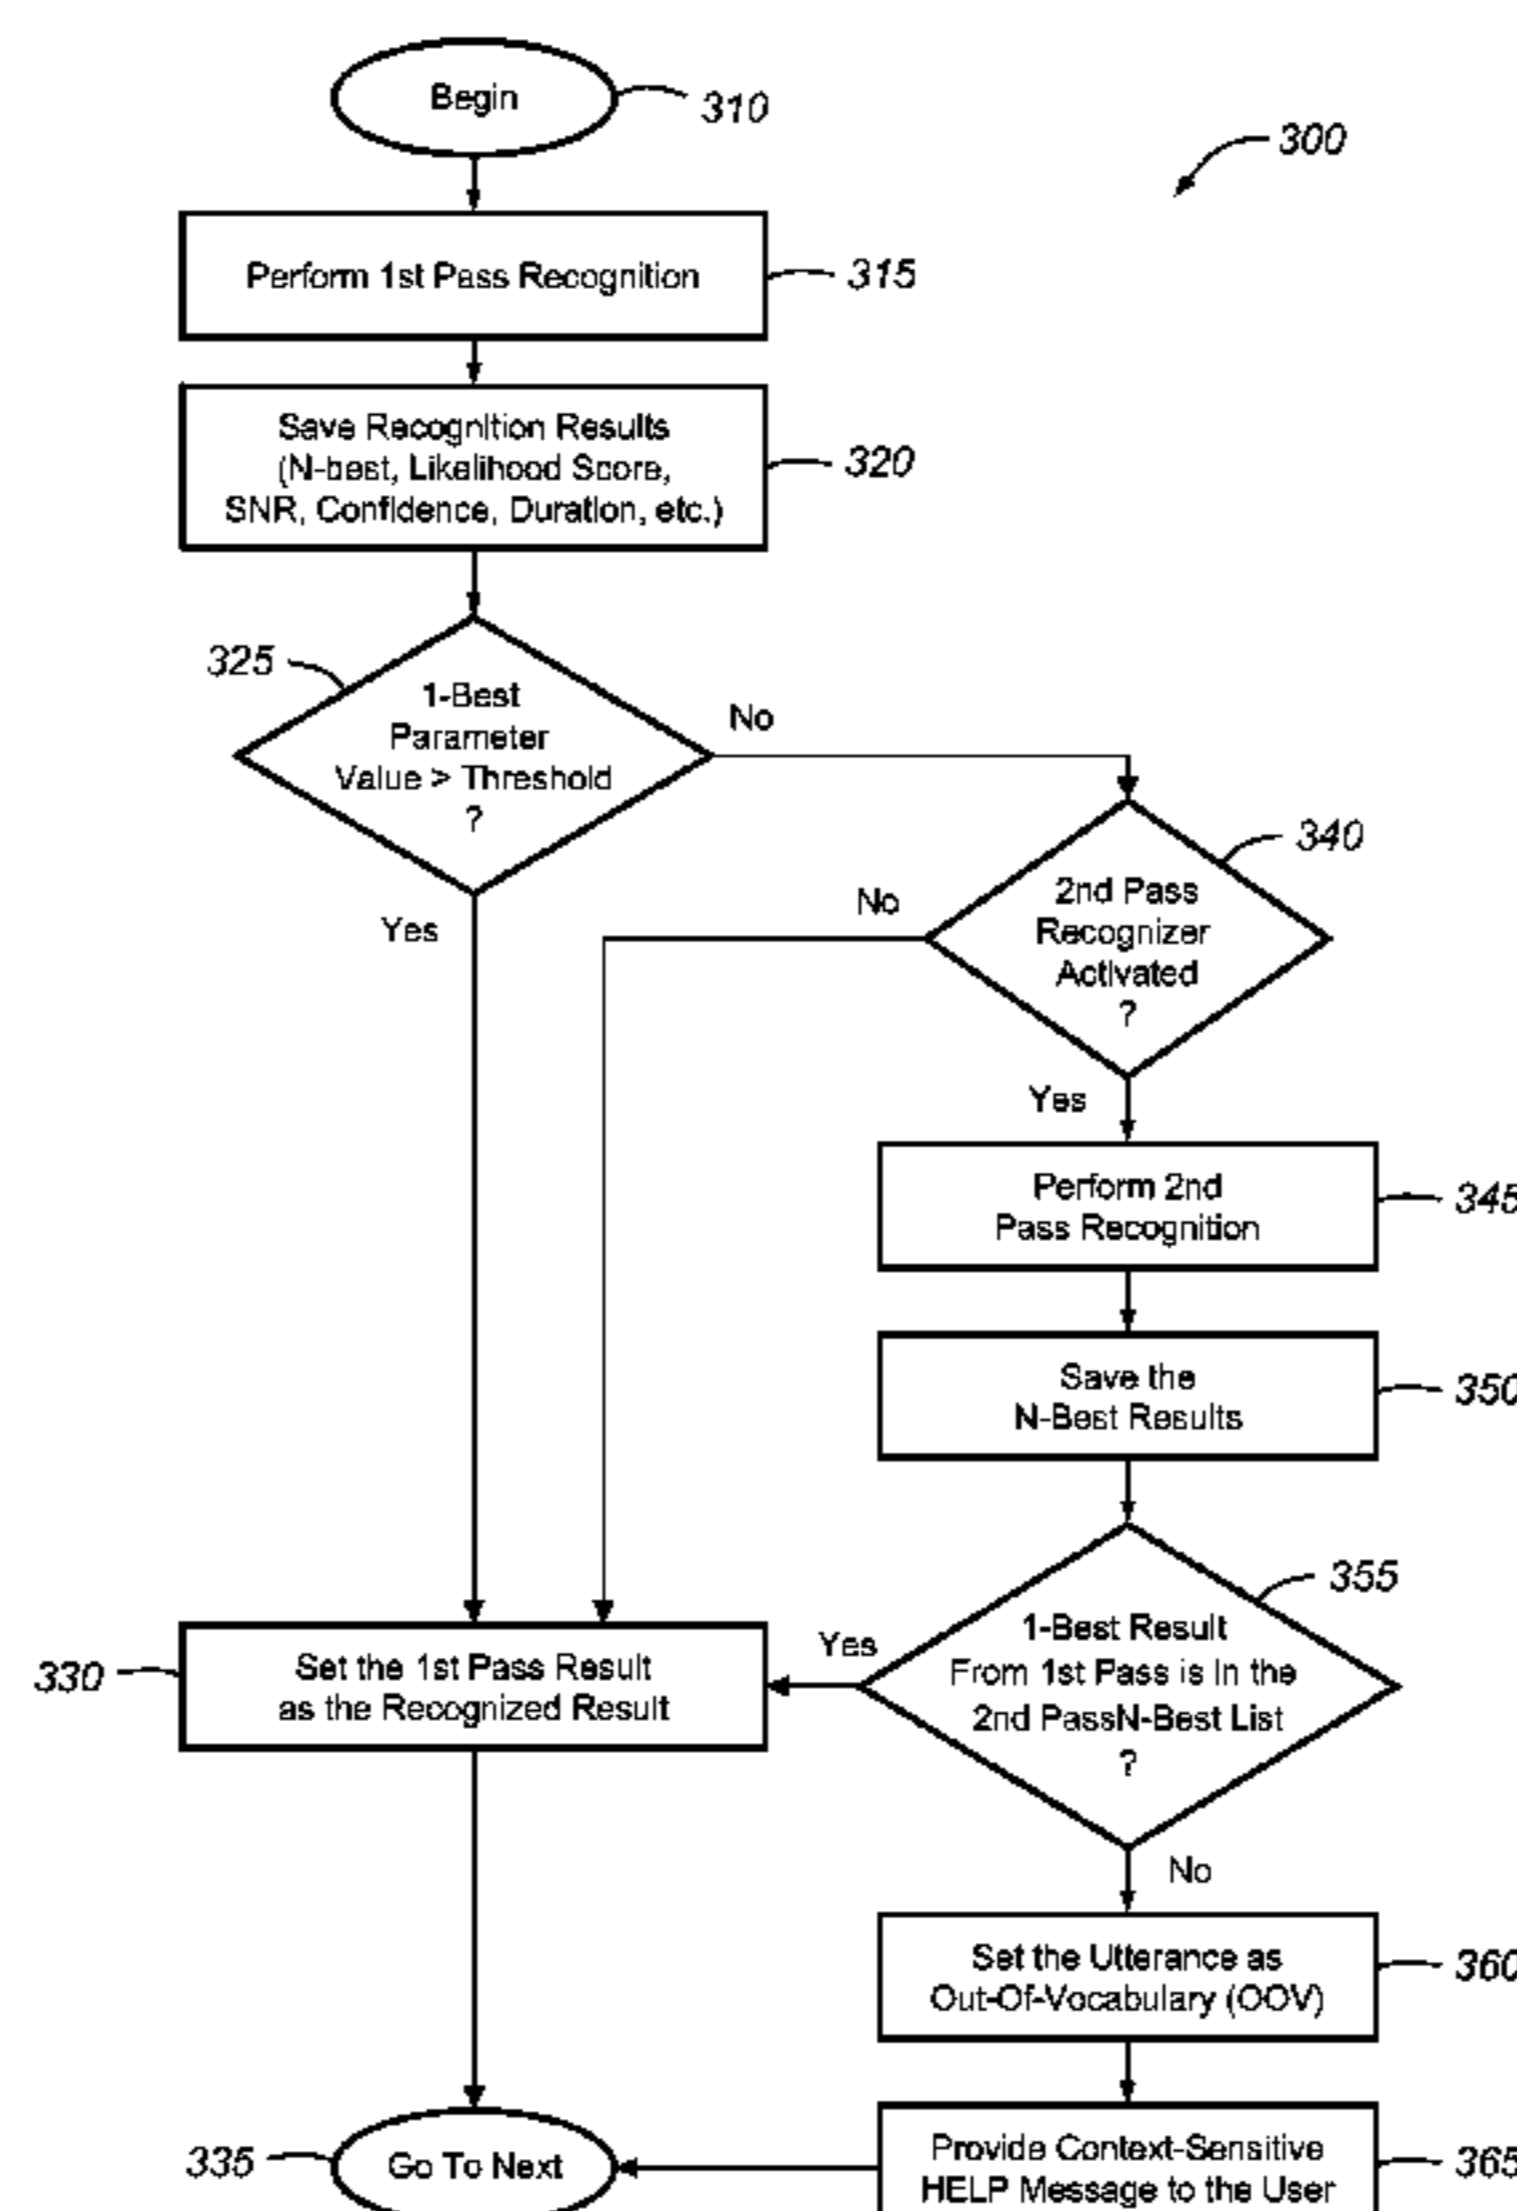 Begin
310
300
Perform 1st Pass Recognition
315
Save Recognition Results
(N-best, Likelihood Score,
SNR, Confidence, Duration, etc.)
320
325
1-Best
Parameter
Value > Threshold
?
No
Yes
340
2nd Pass
Recognizer
Activated
?
No
Yes
Perform 2nd
Pass Recognition
345
Save the
N-Best Results
350
355
1-Best Result
From 1st Pass is In the
2nd PassN-Best List
?
Yes
No
330
Set the 1st Pass Result
as the Recognized Result
Set the Utterance as
Out-Of-Vocabulary (OOV)
360
335
Go To Next
Provide Context-Sensitive
HELP Message to the User
365